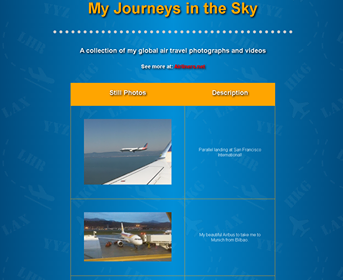 My Journeys in the Sky
A collection of my global air travel photographs and videos
See more at:
Still Photos
Description
Parallel landing at San Francisco
International!
My beautiful Airbus to take me to
Munich from Bilbao.